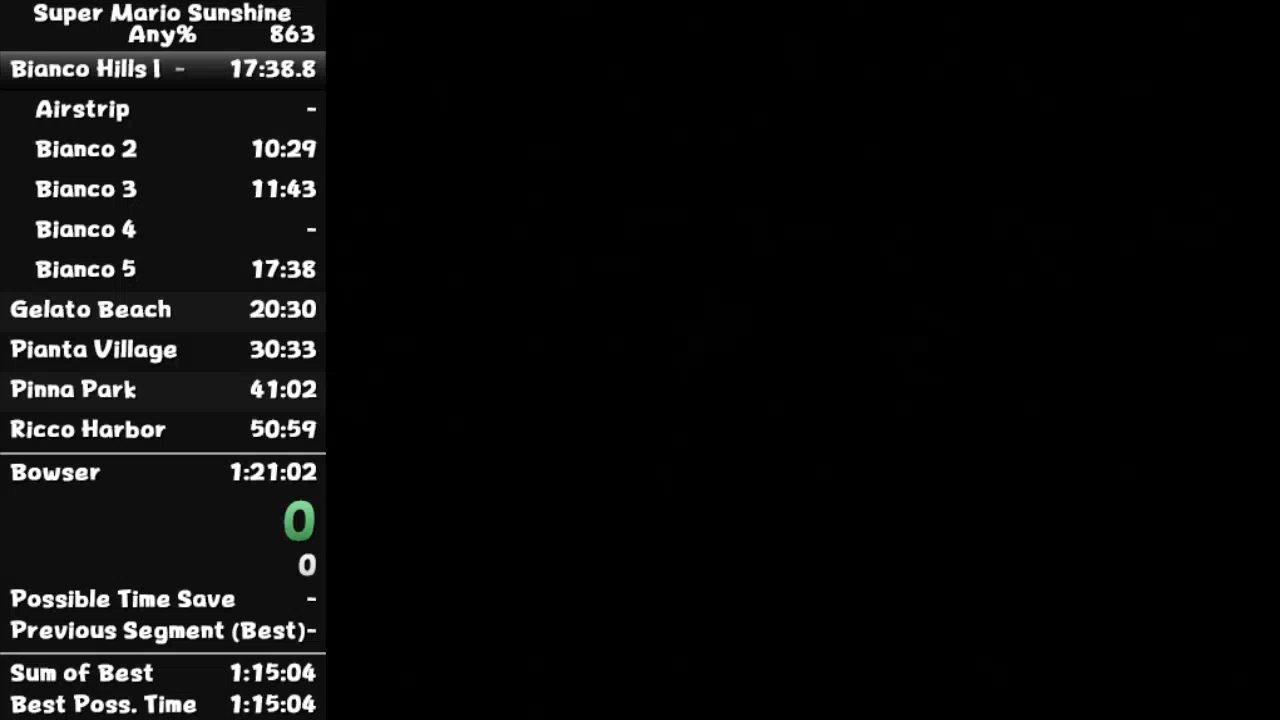 Super Mario Sunshine
Any% 863
Bianco Hills I - 17:38.8
Airstrip -
Bianco 2 10:29
Bianco 3 11:43
Bianco 4 -
Bianco 5 17:38
Gelato Beach 20:30
Pianta Village 30:33
Pinna Park 41:02
Ricco Harbor 50:59
Bowser 1:21:02
0
0
Possible Time Save -
Previous Segment (Best)-
Sum of Best 1:15:04
Best Poss. Time 1:15:04